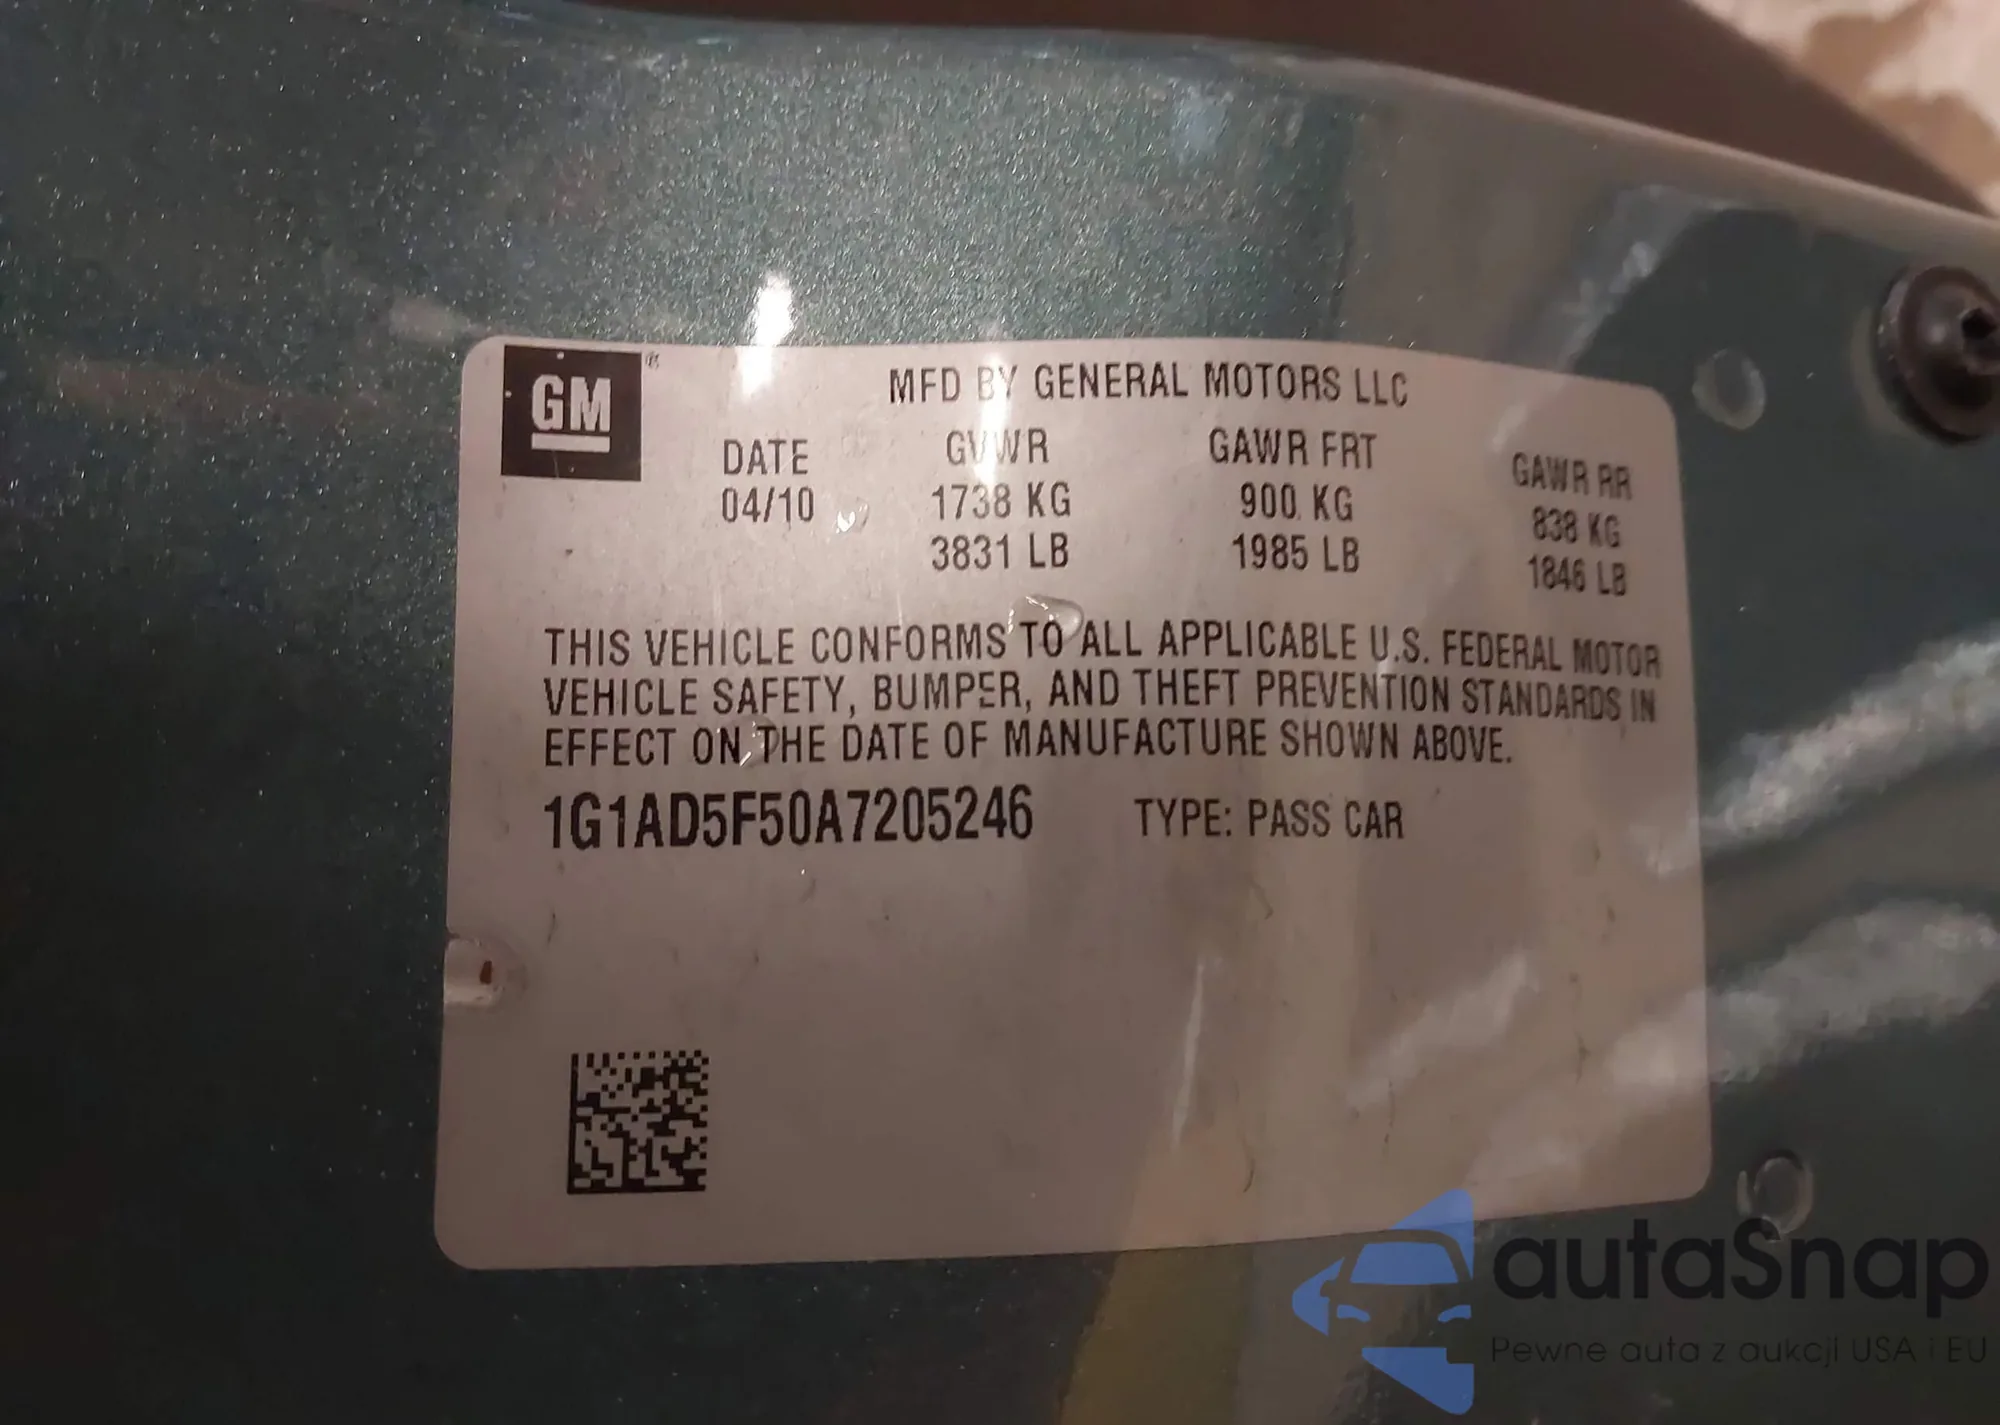 GM®
MFD BY GENERAL MOTORS LLC
DATE GVWR GAWR FRT GAWR RR
04/10 1738 KG 900 KG 838 KG
3831 LB 1985 LB 1846 LB
THIS VEHICLE CONFORMS TO ALL APPLICABLE U.S. FEDERAL MOTOR
VEHICLE SAFETY, BUMPER, AND THEFT PREVENTION STANDARDS IN
EFFECT ON THE DATE OF MANUFACTURE SHOWN ABOVE.
1G1AD5F50A7205246 TYPE: PASS CAR
autaSnap
Pewne auta z aukcji USA i EU